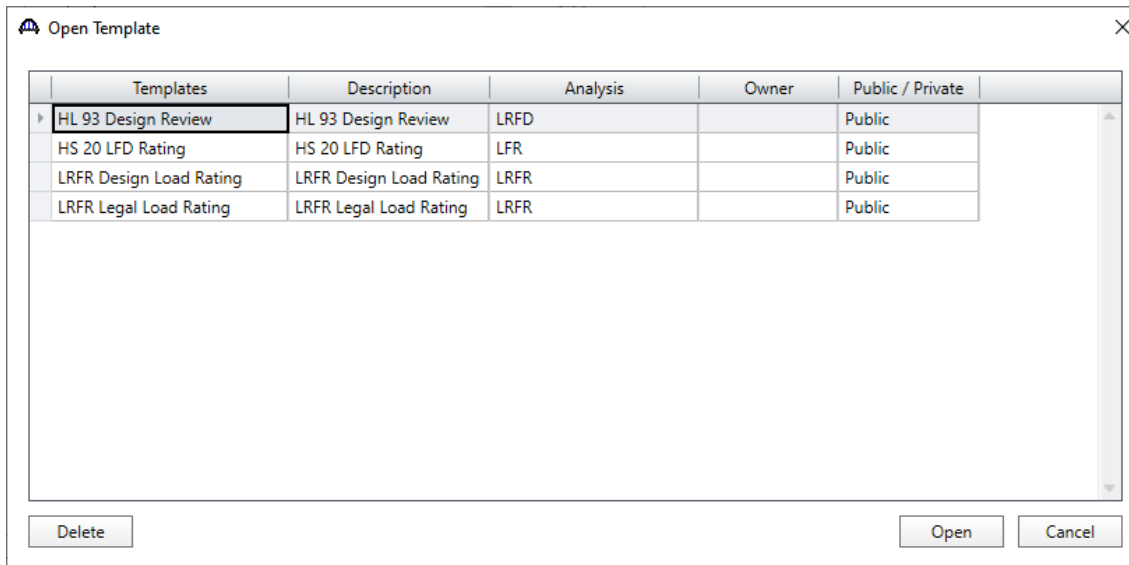 Open Template
Templates Description Analysis Owner Public / Private
HL 93 Design Review HL 93 Design Review LRFD Public
HS 20 LFD Rating HS 20 LFD Rating LFR Public
LRFR Design Load Rating LRFR Design Load Rating LRFR Public
LRFR Legal Load Rating LRFR Legal Load Rating LRFR Public
Delete Open Cancel